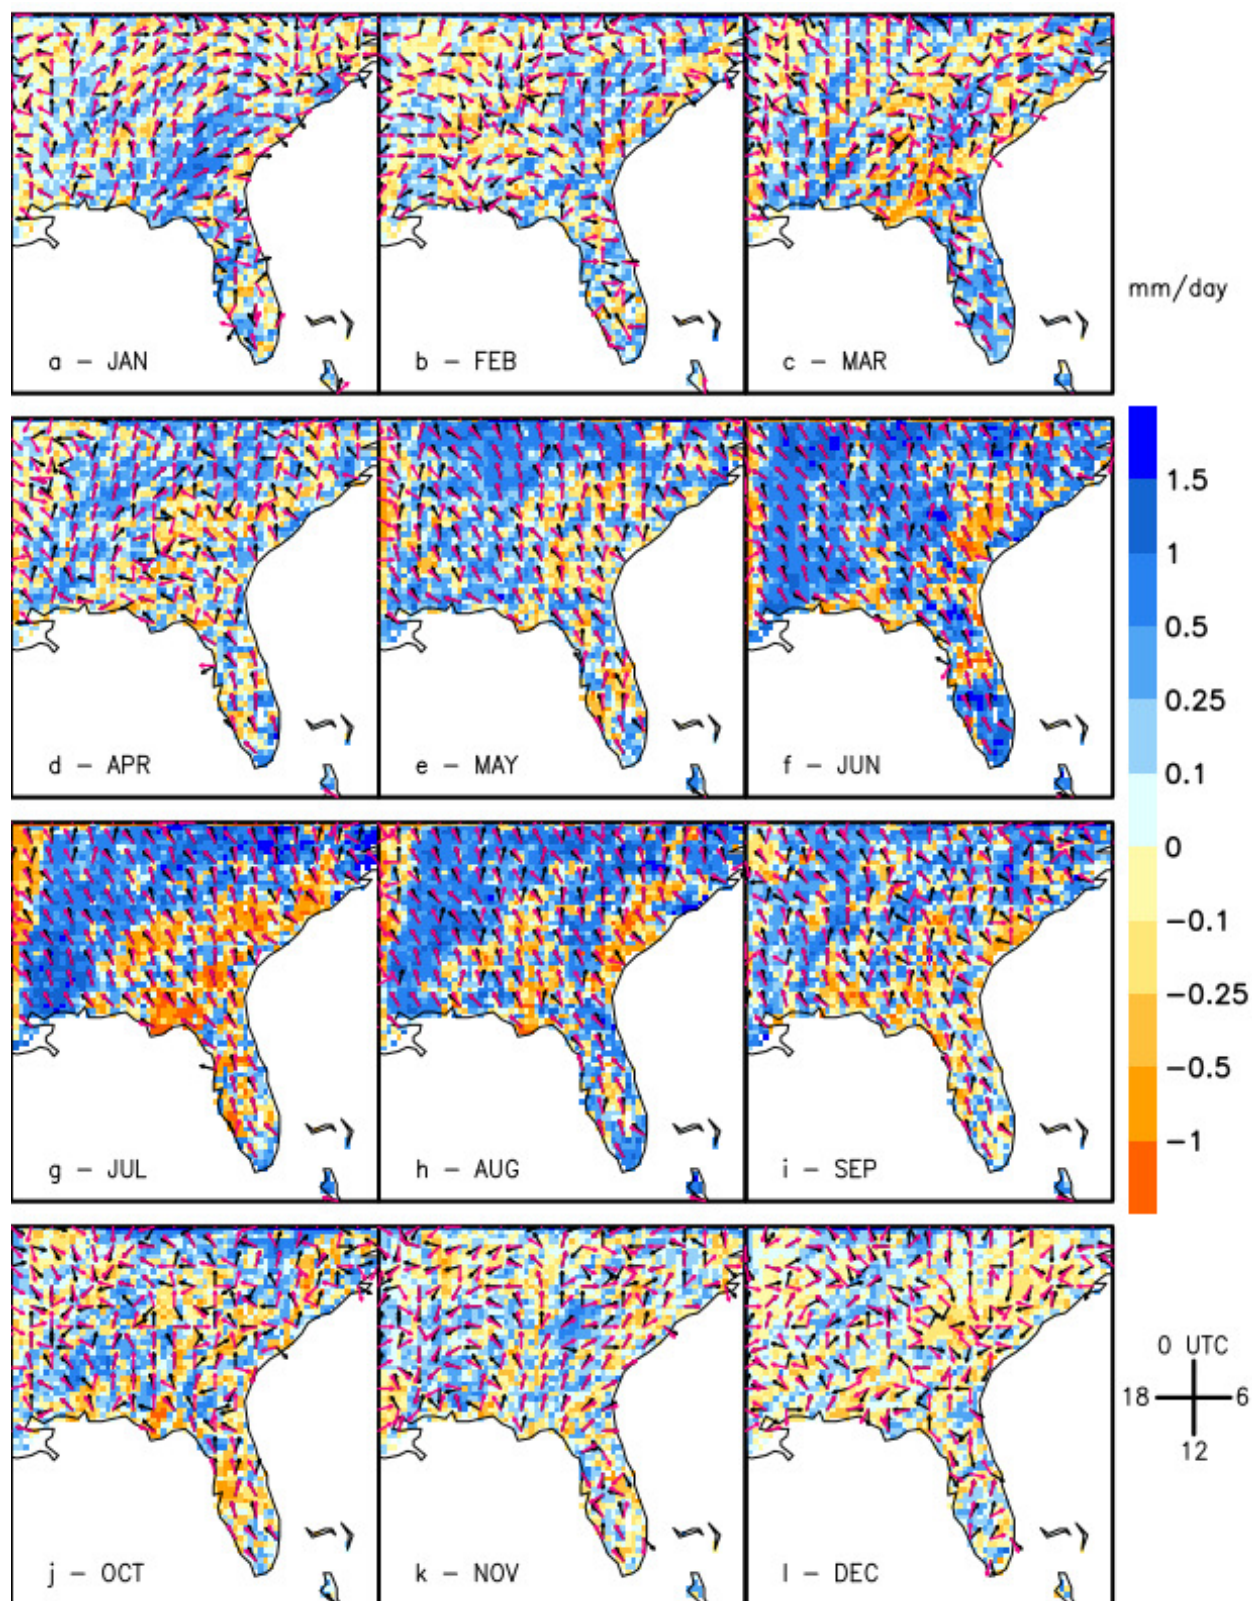 a – JAN
b – FEB
c – MAR
mm/day
d – APR
e – MAY
f – JUN
1.5
1
0.5
0.25
0.1
0
−0.1
−0.25
−0.5
−1
g – JUL
h – AUG
i – SEP
j – OCT
k – NOV
l – DEC
0 UTC
18 6
12